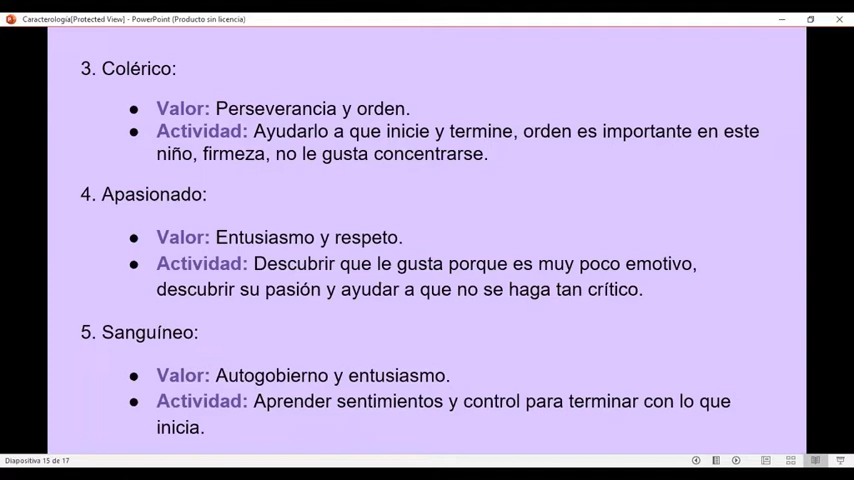 Caracterología[Protected View] - PowerPoint (Producto sin licencia)
3. Colérico:
● Valor: Perseverancia y orden.
● Actividad: Ayudarlo a que inicie y termine, orden es importante en este
niño, firmeza, no le gusta concentrarse.
4. Apasionado:
● Valor: Entusiasmo y respeto.
● Actividad: Descubrir que le gusta porque es muy poco emotivo,
descubrir su pasión y ayudar a que no se haga tan crítico.
5. Sanguíneo:
● Valor: Autogobierno y entusiasmo.
● Actividad: Aprender sentimientos y control para terminar con lo que
inicia.
Diapositiva 15 de 17